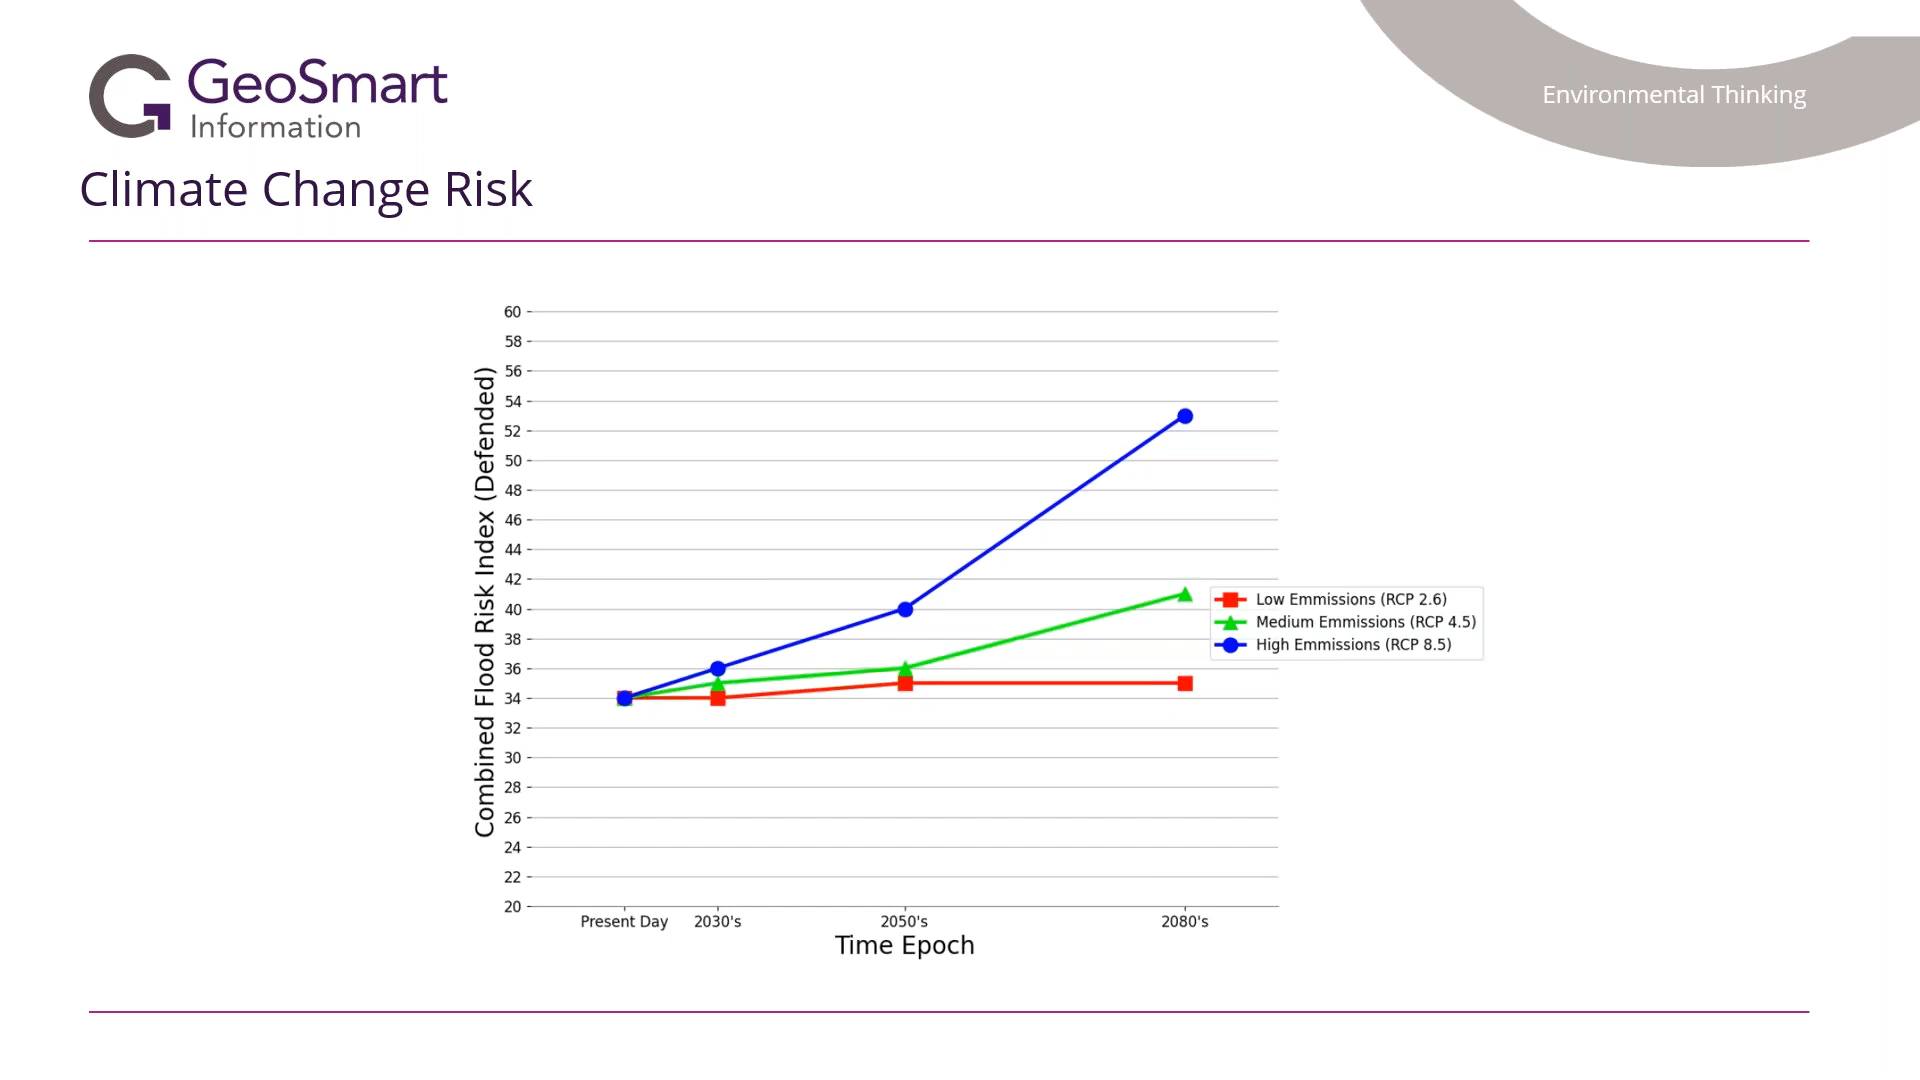 GeoSmart
Information
Environmental Thinking
Climate Change Risk
Combined Flood Risk Index (Defended)
60
58
56
54
52
50
48
46
44
42
40
38
36
34
32
30
28
26
24
22
20
Low Emmissions (RCP 2.6)
Medium Emmissions (RCP 4.5)
High Emmissions (RCP 8.5)
Present Day 2030's 2050's 2080's
Time Epoch